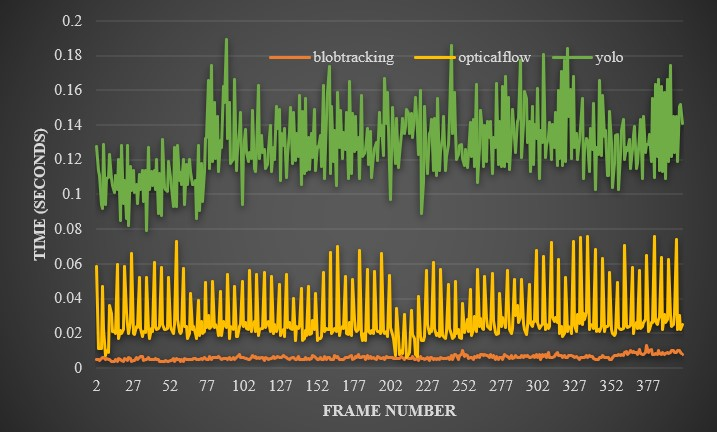 TIME (SECONDS)
0.2
0.18
0.16
0.14
0.12
0.1
0.08
0.06
0.04
0.02
0
blobtracking opticalflow yolo
2 27 52 77 102 127 152 177 202 227 252 277 302 327 352 377
FRAME NUMBER